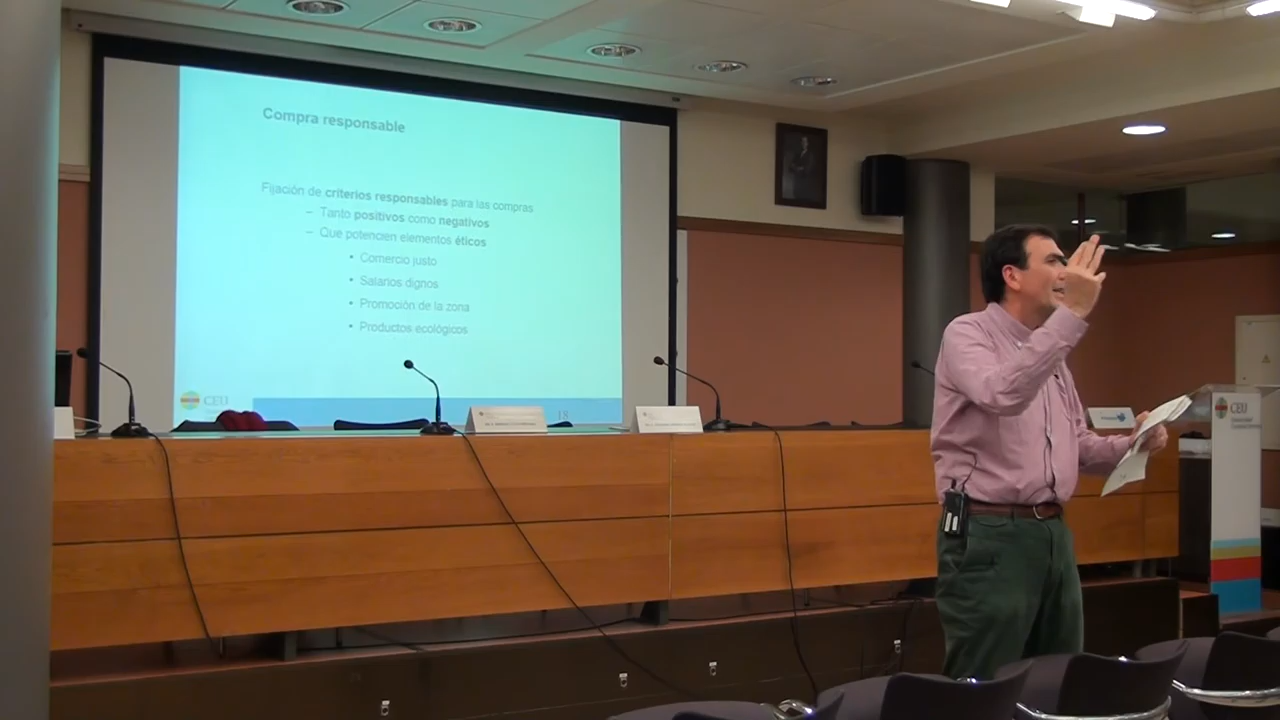 Compra responsable
Fijación de criterios responsables para las compras
– Tanto positivos como negativos
– Que potencien elementos éticos
• Comercio justo
• Salarios dignos
• Promoción de la zona
• Productos ecológicos
CEU
18
CEU